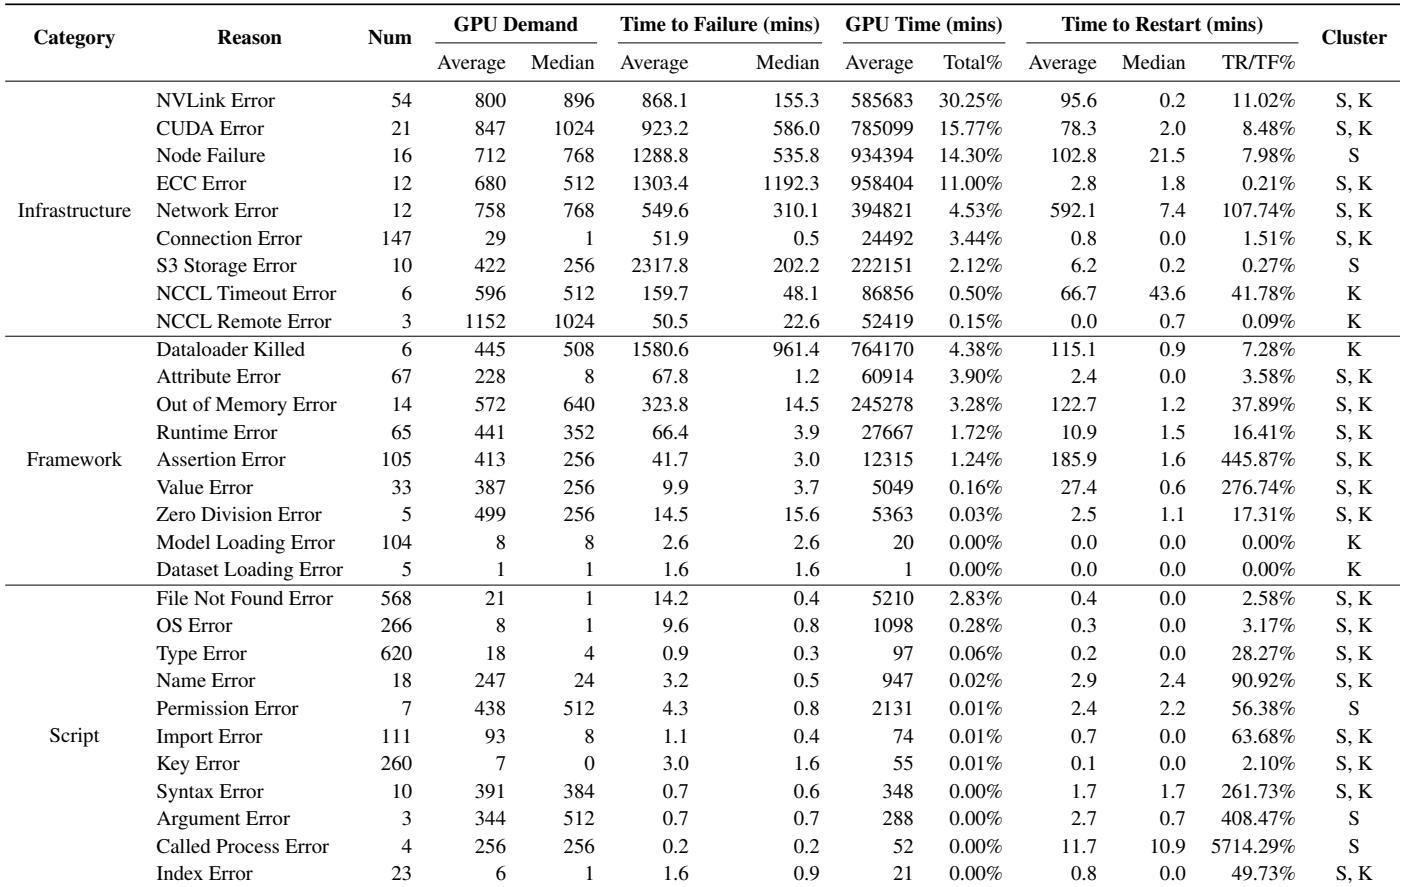 Category Reason Num GPU Demand Time to Failure (mins) GPU Time (mins) Time to Restart (mins) Cluster
Average Median Average Median Average Total% Average Median TR/TF%
Infrastructure
NVLink Error 54 800 896 868.1 155.3 585683 30.25% 95.6 0.2 11.02% S, K
CUDA Error 21 847 1024 923.2 586.0 785099 15.77% 78.3 2.0 8.48% S, K
Node Failure 16 712 768 1288.8 535.8 934394 14.30% 102.8 21.5 7.98% S
ECC Error 12 680 512 1303.4 1192.3 958404 11.00% 2.8 1.8 0.21% S, K
Network Error 12 758 768 549.6 310.1 394821 4.53% 592.1 7.4 107.74% S, K
Connection Error 147 29 1 51.9 0.5 24492 3.44% 0.8 0.0 1.51% S, K
S3 Storage Error 10 422 256 2317.8 202.2 222151 2.12% 6.2 0.2 0.27% S
NCCL Timeout Error 6 596 512 159.7 48.1 86856 0.50% 66.7 43.6 41.78% K
NCCL Remote Error 3 1152 1024 50.5 22.6 52419 0.15% 0.0 0.7 0.09% K
Framework
Dataloader Killed 6 445 508 1580.6 961.4 764170 4.38% 115.1 0.9 7.28% K
Attribute Error 67 228 8 67.8 1.2 60914 3.90% 2.4 0.0 3.58% S, K
Out of Memory Error 14 572 640 323.8 14.5 245278 3.28% 122.7 1.2 37.89% S, K
Runtime Error 65 441 352 66.4 3.9 27667 1.72% 10.9 1.5 16.41% S, K
Assertion Error 105 413 256 41.7 3.0 12315 1.24% 185.9 1.6 445.87% S, K
Value Error 33 387 256 9.9 3.7 5049 0.16% 27.4 0.6 276.74% S, K
Zero Division Error 5 499 256 14.5 15.6 5363 0.03% 2.5 1.1 17.31% S, K
Model Loading Error 104 8 8 2.6 2.6 20 0.00% 0.0 0.0 0.00% K
Dataset Loading Error 5 1 1 1.6 1.6 1 0.00% 0.0 0.0 0.00% K
Script
File Not Found Error 568 21 1 14.2 0.4 5210 2.83% 0.4 0.0 2.58% S, K
OS Error 266 8 1 9.6 0.8 1098 0.28% 0.3 0.0 3.17% S, K
Type Error 620 18 4 0.9 0.3 97 0.06% 0.2 0.0 28.27% S, K
Name Error 18 247 24 3.2 0.5 947 0.02% 2.9 2.4 90.92% S, K
Permission Error 7 438 512 4.3 0.8 2131 0.01% 2.4 2.2 56.38% S
Import Error 111 93 8 1.1 0.4 74 0.01% 0.7 0.0 63.68% S, K
Key Error 260 7 0 3.0 1.6 55 0.01% 0.1 0.0 2.10% S, K
Syntax Error 10 391 384 0.7 0.6 348 0.00% 1.7 1.7 261.73% S, K
Argument Error 3 344 512 0.7 0.7 288 0.00% 2.7 0.7 408.47% S
Called Process Error 4 256 256 0.2 0.2 52 0.00% 11.7 10.9 5714.29% S
Index Error 23 6 1 1.6 0.9 21 0.00% 0.8 0.0 49.73% S, K